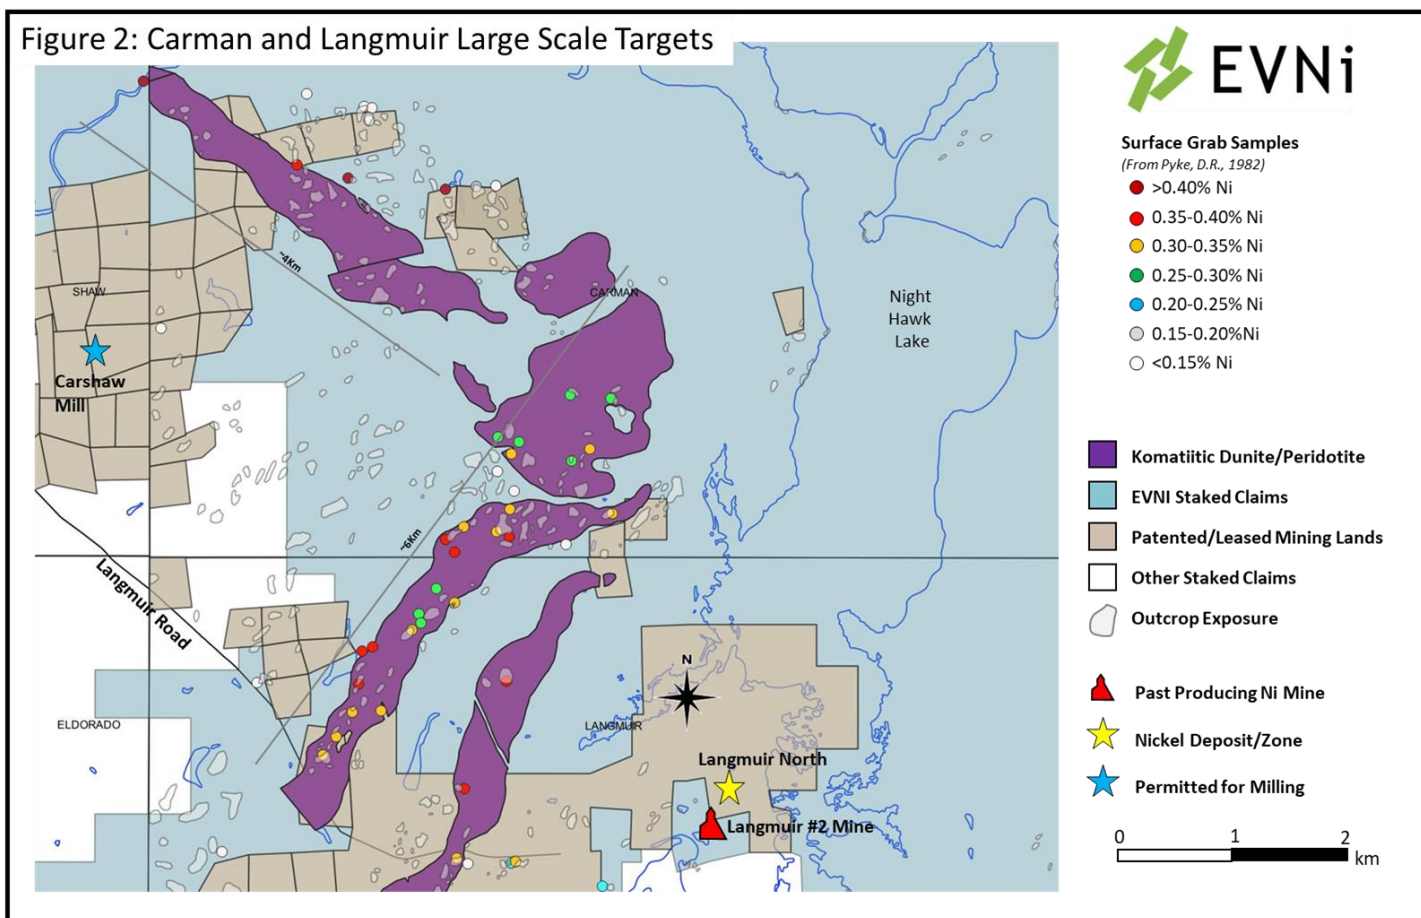 Figure 2: Carman and Langmuir Large Scale Targets
EVNi
Surface Grab Samples
(From Pyke, D.R., 1982)
>0.40% Ni
0.35-0.40% Ni
0.30-0.35% Ni
0.25-0.30% Ni
0.20-0.25% Ni
0.15-0.20%Ni
<0.15% Ni
Komatiitic Dunite/Peridotite
EVNI Staked Claims
Patented/Leased Mining Lands
Other Staked Claims
Outcrop Exposure
Past Producing Ni Mine
Nickel Deposit/Zone
Permitted for Milling
0 1 2
km
~4Km
SHAW
CARMAN
Night
Hawk
Lake
Carshaw
Mill
~6Km
Langmuir Road
N
ELDORADO
LANGMUIR
Langmuir North
Langmuir #2 Mine